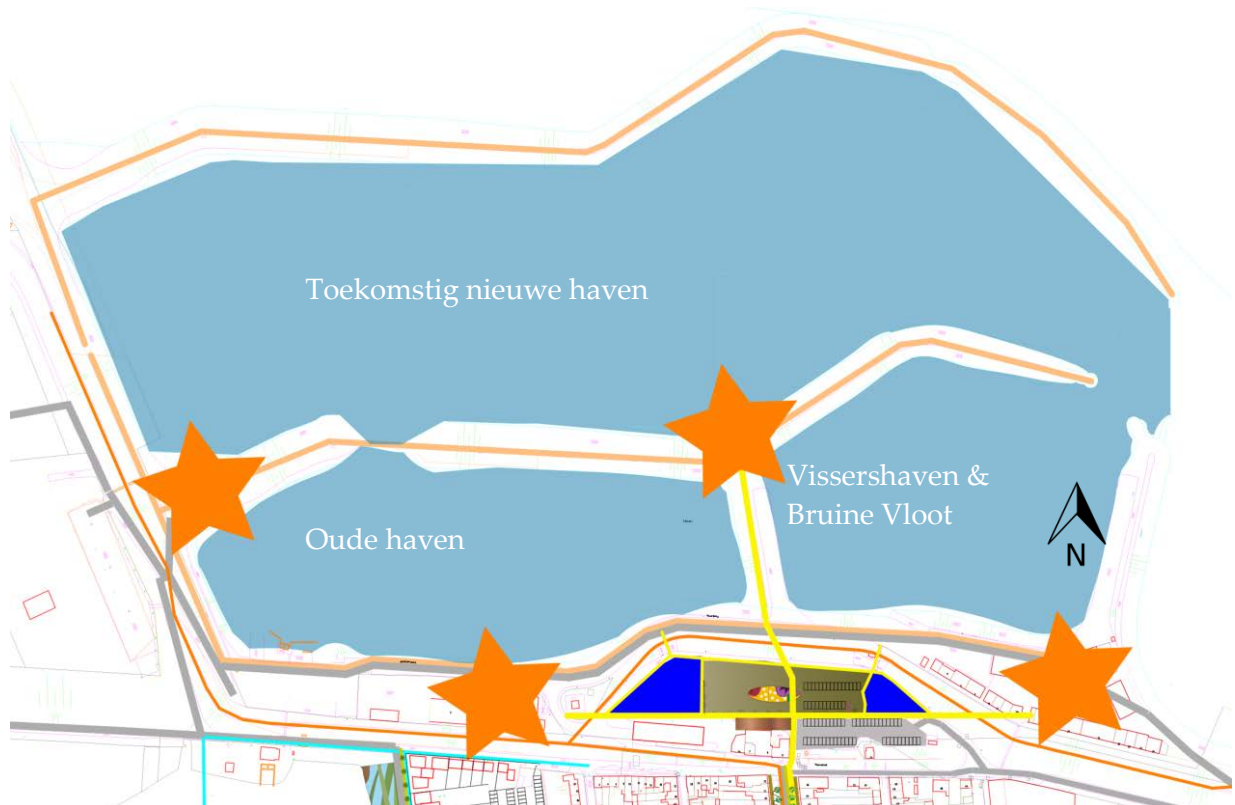 Toekomstig nieuwe haven
Vissershaven &
Bruine Vloot
Oude haven
N